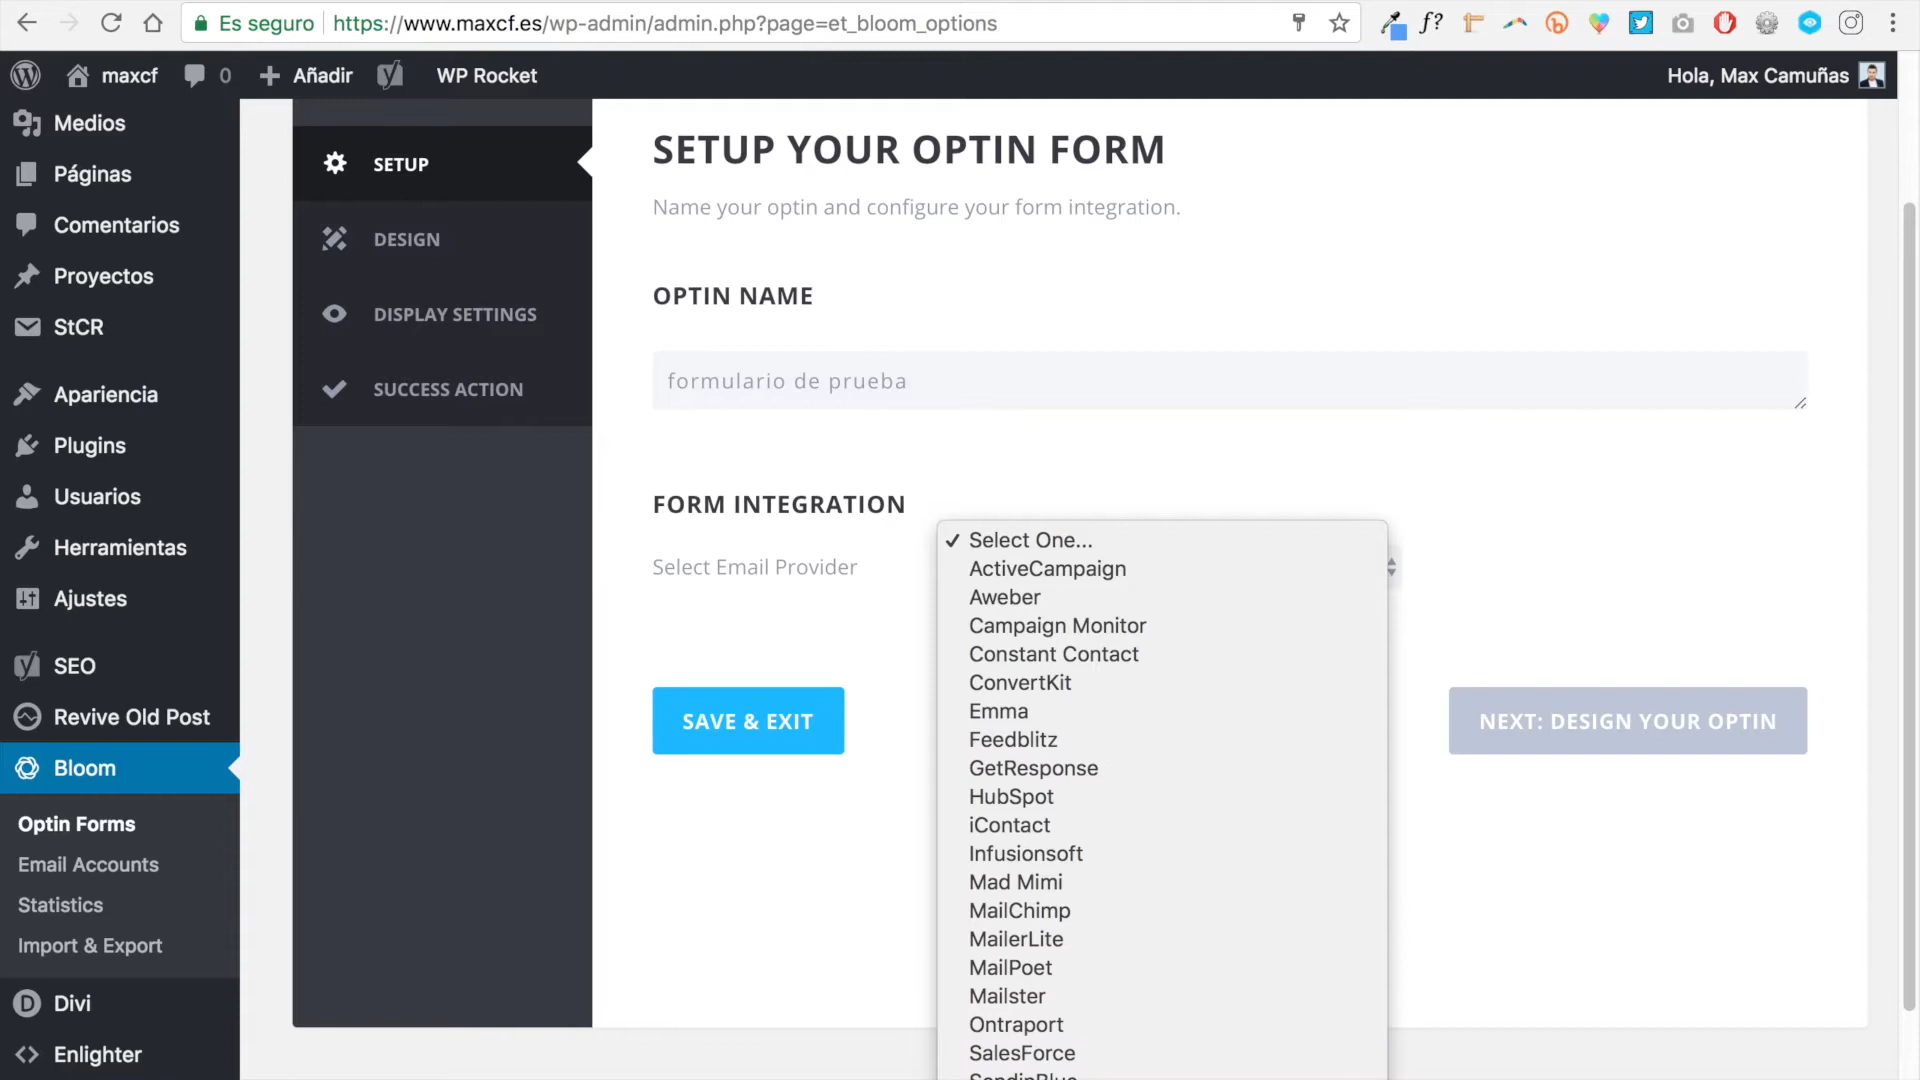 Es seguro
https://www.maxcf.es/wp-admin/admin.php?page=et_bloom_options
f?
maxcf
0
Añadir
WP Rocket
Hola, Max Camuñas
Medios
Páginas
Comentarios
Proyectos
StCR
Apariencia
Plugins
Usuarios
Herramientas
Ajustes
SEO
Revive Old Post
Bloom
Optin Forms
Email Accounts
Statistics
Import & Export
Divi
Enlighter
SETUP
DESIGN
DISPLAY SETTINGS
SUCCESS ACTION
SETUP YOUR OPTIN FORM
Name your optin and configure your form integration.
OPTIN NAME
formulario de prueba
FORM INTEGRATION
Select Email Provider
✓ Select One...
ActiveCampaign
Aweber
Campaign Monitor
Constant Contact
ConvertKit
Emma
Feedblitz
GetResponse
HubSpot
iContact
Infusionsoft
Mad Mimi
MailChimp
MailerLite
MailPoet
Mailster
Ontraport
SalesForce
SendinBlue
SAVE & EXIT
NEXT: DESIGN YOUR OPTIN